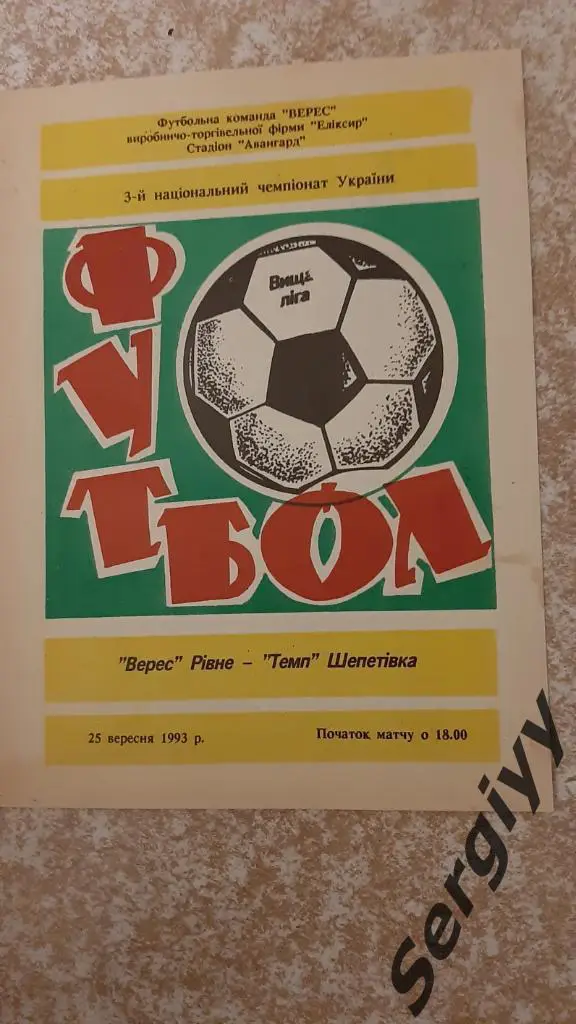 Футбольна команда "ВЕРЕС"
виробничо-торгівельної фірми "Еліксир"
Стадіон "Авангард"
3-й національний чемпіонат України
Вища
ліга
ФУТБОЛ
"Верес" Рівне – "Темп" Шепетівка
25 вересня 1993 р. Початок матчу о 18.00
Sergiyy